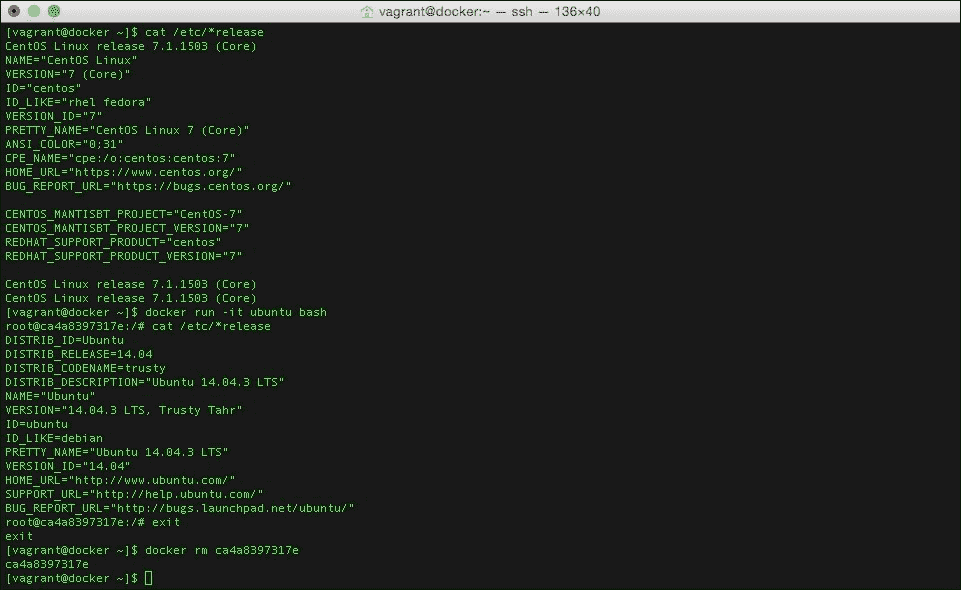 vagrant@docker:~ — ssh — 136×40
[vagrant@docker ~]$ cat /etc/*release
CentOS Linux release 7.1.1503 (Core)
NAME="CentOS Linux"
VERSION="7 (Core)"
ID="centos"
ID_LIKE="rhel fedora"
VERSION_ID="7"
PRETTY_NAME="CentOS Linux 7 (Core)"
ANSI_COLOR="0;31"
CPE_NAME="cpe:/o:centos:centos:7"
HOME_URL="https://www.centos.org/"
BUG_REPORT_URL="https://bugs.centos.org/"
CENTOS_MANTISBT_PROJECT="CentOS-7"
CENTOS_MANTISBT_PROJECT_VERSION="7"
REDHAT_SUPPORT_PRODUCT="centos"
REDHAT_SUPPORT_PRODUCT_VERSION="7"
CentOS Linux release 7.1.1503 (Core)
CentOS Linux release 7.1.1503 (Core)
[vagrant@docker ~]$ docker run -it ubuntu bash
root@ca4a8397317e:/# cat /etc/*release
DISTRIB_ID=Ubuntu
DISTRIB_RELEASE=14.04
DISTRIB_CODENAME=trusty
DISTRIB_DESCRIPTION="Ubuntu 14.04.3 LTS"
NAME="Ubuntu"
VERSION="14.04.3 LTS, Trusty Tahr"
ID=ubuntu
ID_LIKE=debian
PRETTY_NAME="Ubuntu 14.04.3 LTS"
VERSION_ID="14.04"
HOME_URL="http://www.ubuntu.com/"
SUPPORT_URL="http://help.ubuntu.com/"
BUG_REPORT_URL="http://bugs.launchpad.net/ubuntu/"
root@ca4a8397317e:/# exit
exit
[vagrant@docker ~]$ docker rm ca4a8397317e
ca4a8397317e
[vagrant@docker ~]$